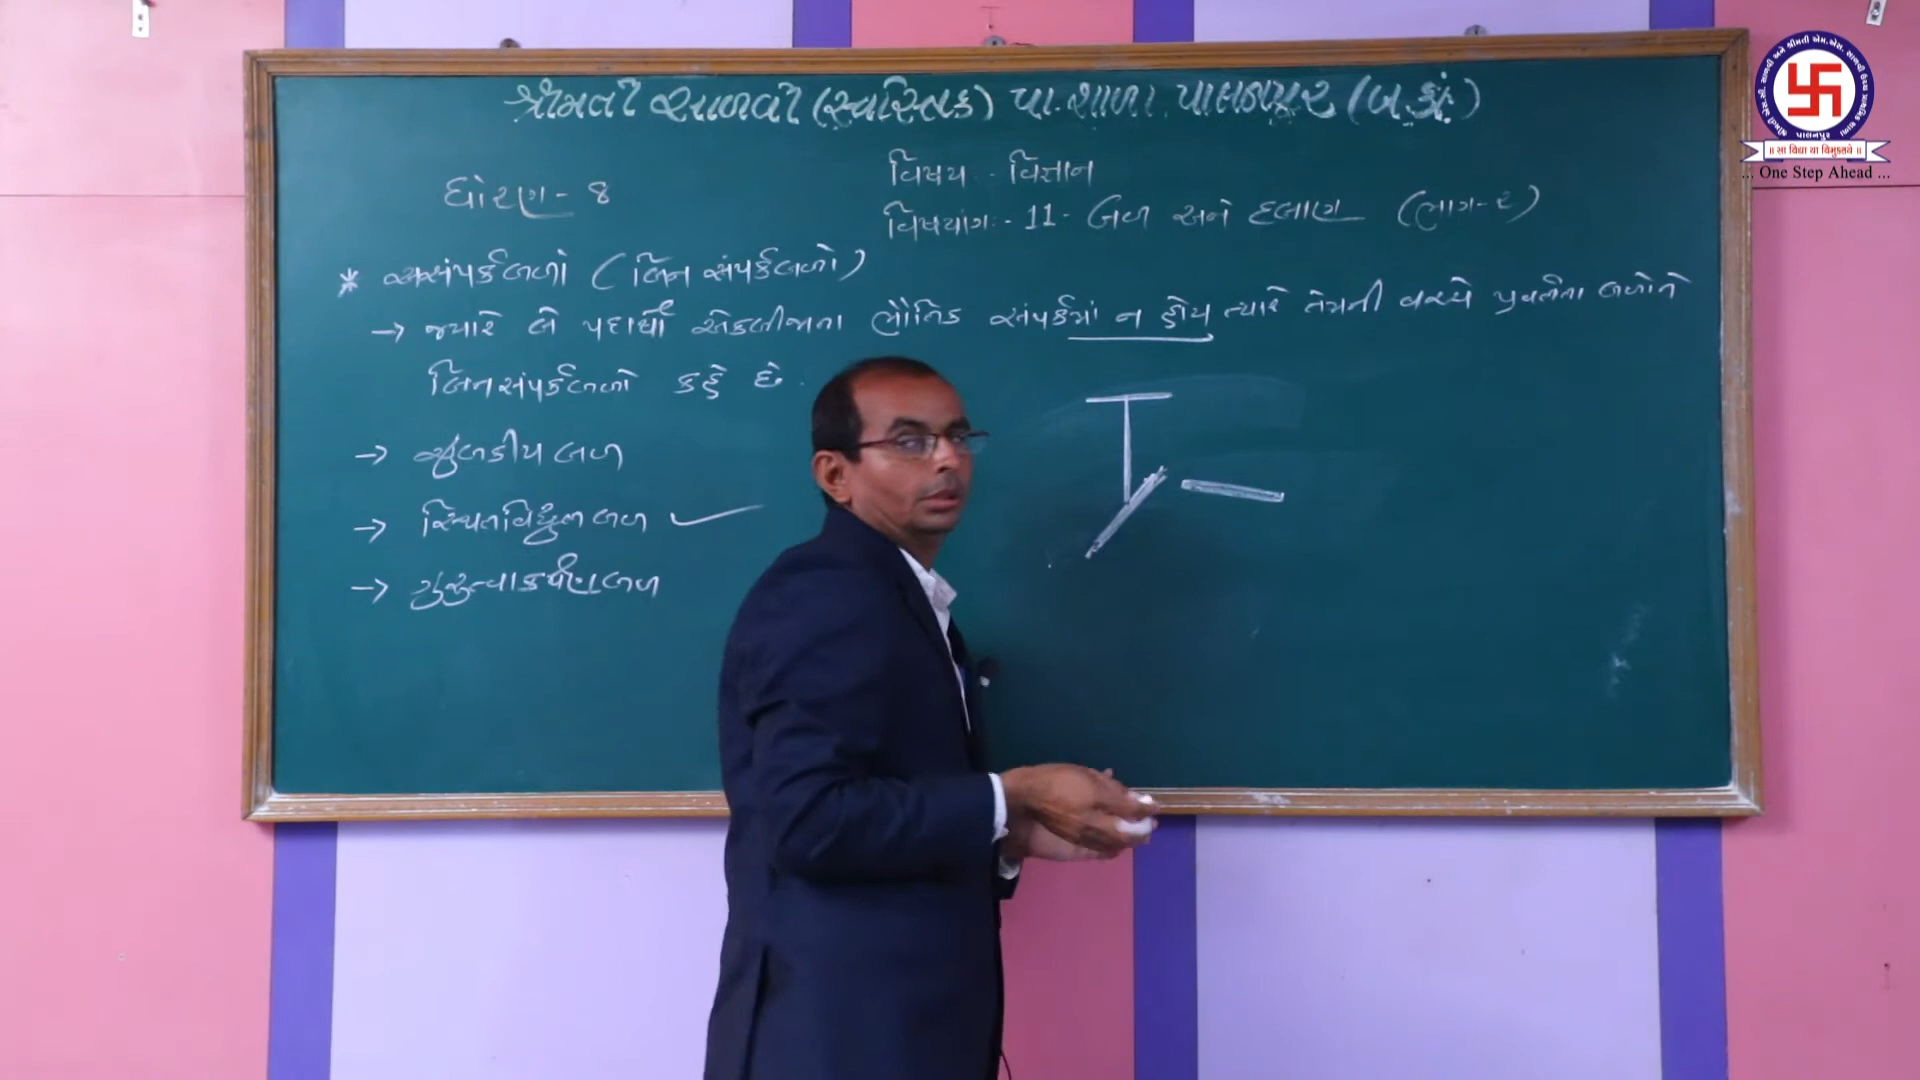 શ્રીમતી સાળવી (સ્વસ્તિક) પ્રા. શાળા. પાલનપુર (બ.કાં.)
ધોરણ - 8
વિષય - વિજ્ઞાન
વિષયાંગ:- 11 - બળ અને દબાણ (ભાગ-૨)
* અસંપર્કબળો (બિન સંપર્કબળો)
→ જ્યારે બે પદાર્થો એકબીજાના ભૌતિક સંપર્કમાં ન હોય ત્યારે તેમની વચ્ચે પ્રવર્તતા બળોને
બિનસંપર્કબળો કહે છે.
→ ચુંબકીય બળ
→ સ્થિતવિદ્યુત બળ
→ ગુરુત્વાકર્ષણ બળ
પાલનપુર
॥ સા વિદ્યા યા વિમુક્તયે ॥
... One Step Ahead ...